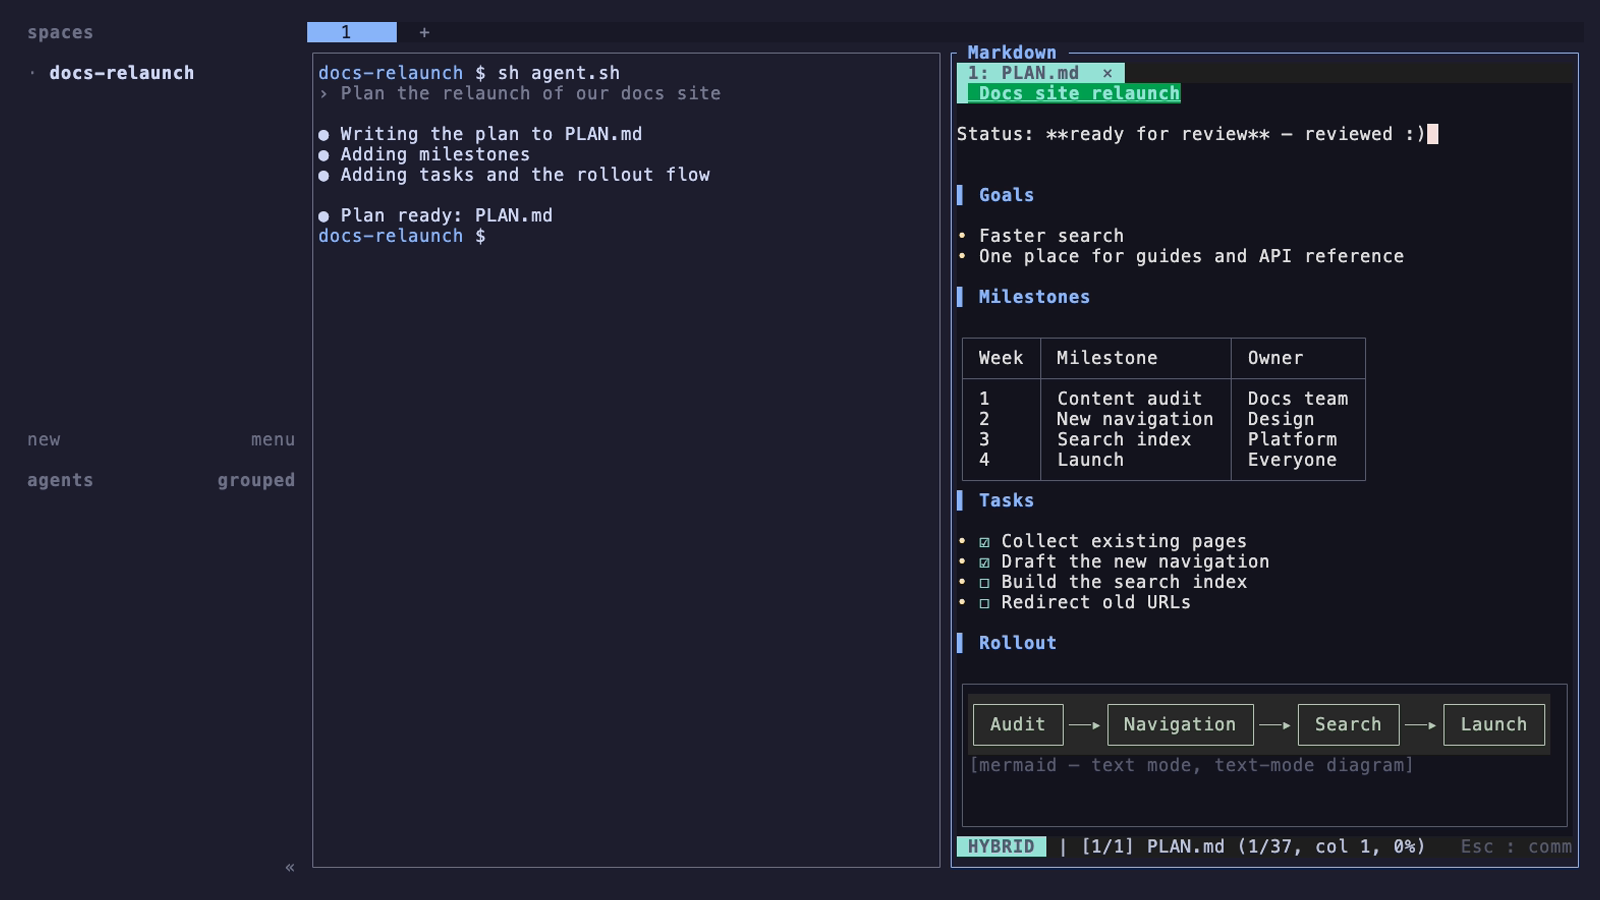 spaces
· docs-relaunch
new menu
agents grouped
«
1 +
docs-relaunch $ sh agent.sh
› Plan the relaunch of our docs site
● Writing the plan to PLAN.md
● Adding milestones
● Adding tasks and the rollout flow
● Plan ready: PLAN.md
docs-relaunch $
Markdown
1: PLAN.md ×
Docs site relaunch
Status: **ready for review** — reviewed :)
Goals
• Faster search
• One place for guides and API reference
Milestones
Week Milestone Owner
1 Content audit Docs team
2 New navigation Design
3 Search index Platform
4 Launch Everyone
Tasks
• ☑ Collect existing pages
• ☑ Draft the new navigation
• ☐ Build the search index
• ☐ Redirect old URLs
Rollout
Audit → Navigation → Search → Launch
[mermaid — text mode, text-mode diagram]
HYBRID | [1/1] PLAN.md (1/37, col 1, 0%) Esc : comm